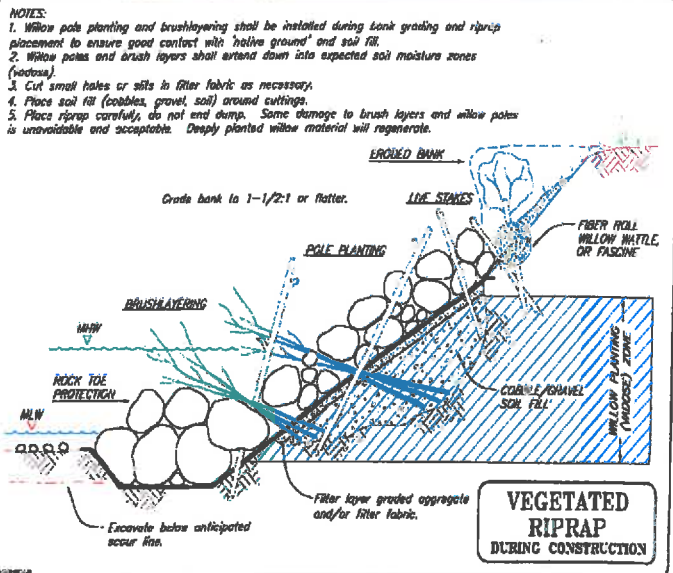 NOTES:
1. Willow pole planting and brushlayering shall be installed during bank grading and riprap
placement to ensure good contact with 'native ground' and soil fill.
2. Willow poles and brush layers shall extend down into expected soil moisture zones
(vadose).
3. Cut small holes or slits in filter fabric as necessary.
4. Place soil fill (cobbles, gravel, soil) around cuttings.
5. Place riprap carefully, do not end dump. Some damage to brush layers and willow poles
is unavoidable and acceptable. Deeply planted willow material will regenerate.
ERODED BANK
Grade bank to 1-1/2:1 or flatter.
LIVE STAKES
FIBER ROLL
WILLOW WATTLE,
OR FASCINE
POLE PLANTING
BRUSHLAYERING
MHW
ROCK TOE
PROTECTION
MLW
COBBLE/GRAVEL
SOIL FILL
WILLOW PLANTING
(VADOSE) ZONE
Filter layer graded aggregate
and/or filter fabric.
Excavate below anticipated
scour line.
VEGETATED
RIPRAP
DURING CONSTRUCTION